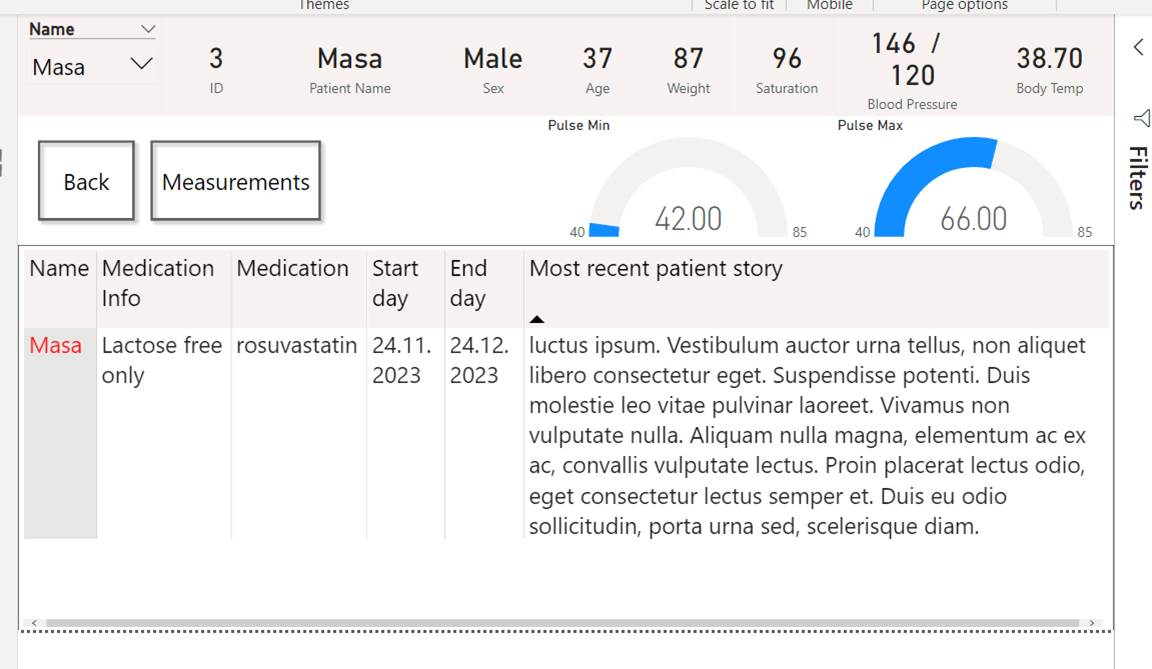 Themes
Scale to fit
Mobile
Page options
Name
Masa
3
ID
Masa
Patient Name
Male
Sex
37
Age
87
Weight
96
Saturation
146 /
120
Blood Pressure
38.70
Body Temp
Filters
Back
Measurements
Pulse Min
40
42.00
85
Pulse Max
40
66.00
85
Name
Medication
Info
Medication
Start
day
End
day
Most recent patient story
Masa
Lactose free
only
rosuvastatin
24.11.
2023
24.12.
2023
luctus ipsum. Vestibulum auctor urna tellus, non aliquet
libero consectetur eget. Suspendisse potenti. Duis
molestie leo vitae pulvinar laoreet. Vivamus non
vulputate nulla. Aliquam nulla magna, elementum ac ex
ac, convallis vulputate lectus. Proin placerat lectus odio,
eget consectetur lectus semper et. Duis eu odio
sollicitudin, porta urna sed, scelerisque diam.